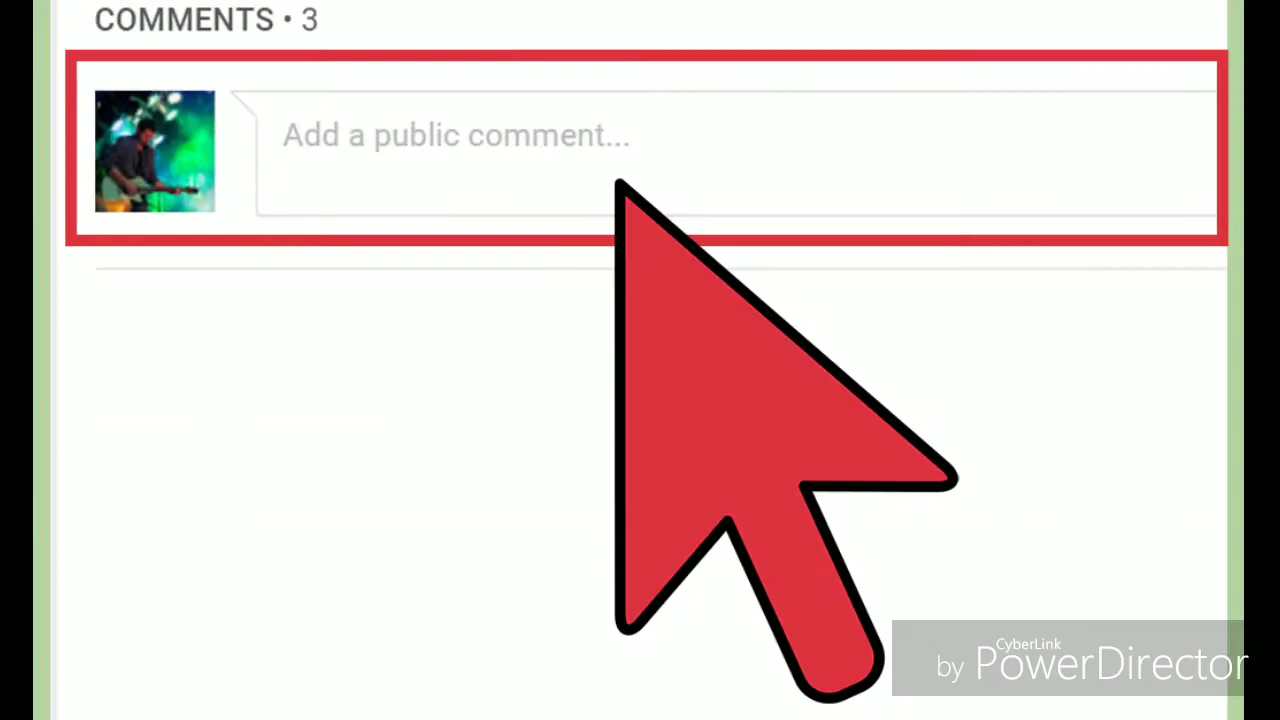 COMMENTS • 3
Add a public comment...
CyberLink
by PowerDirector